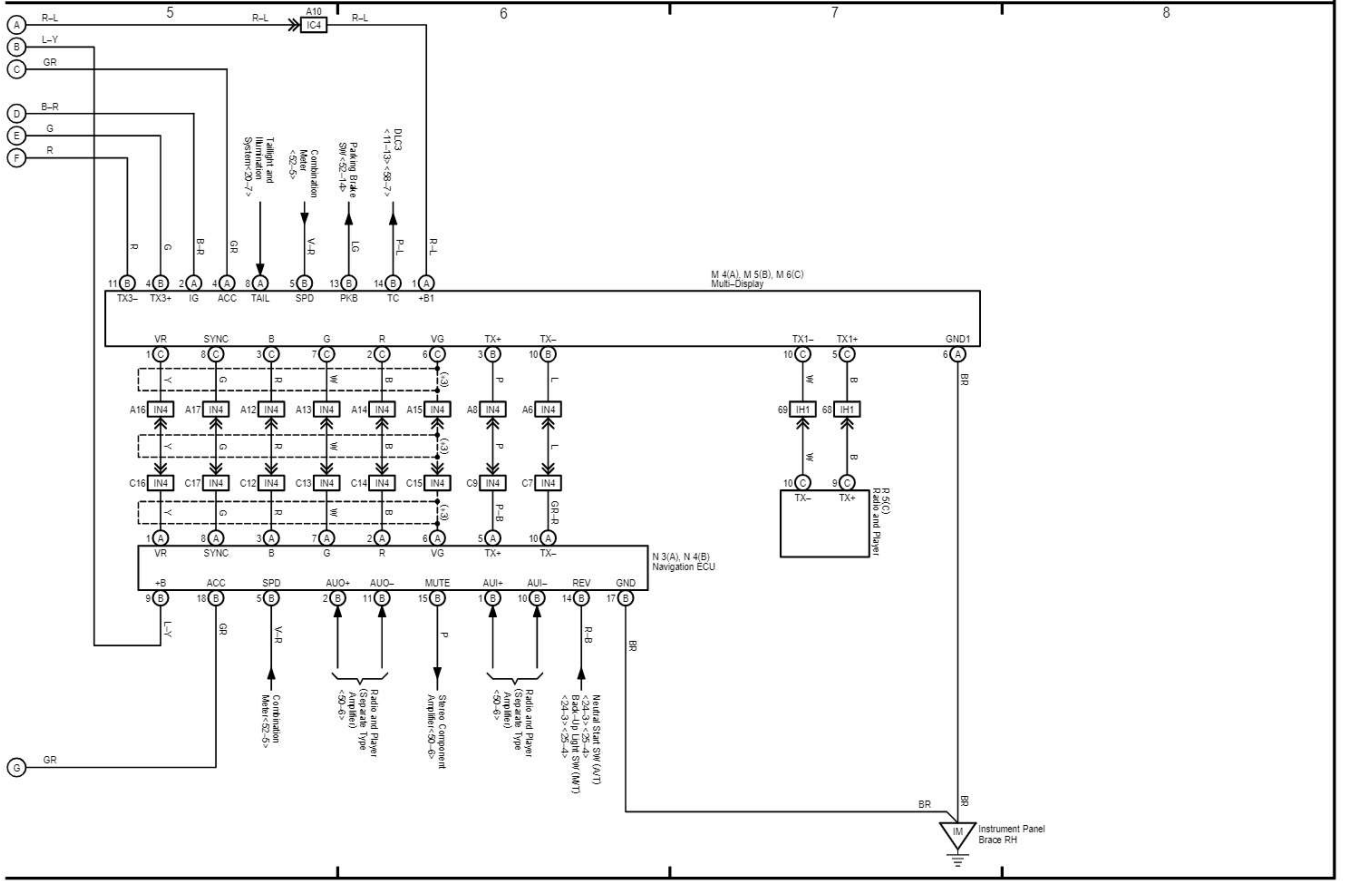 5 6 7 8
A R–L R–L A10 IC4 R–L
B L–Y
C GR
D B–R
E G
F R
Taillight and
Illumination
System<20–7>
Combination
Meter
<52–5>
Parking Brake
SW<52–14>
DLC3
<11–13><58–7>
R G B–R GR V–R LG P–L R–L
M 4(A), M 5(B), M 6(C)
Multi–Display
11 B 4 B 2 A 4 A 8 A 5 B 13 B 14 B 1 A
TX3– TX3+ IG ACC TAIL SPD PKB TC +B1
VR SYNC B G R VG TX+ TX– TX1– TX1+ GND1
1 C 8 C 3 C 7 C 2 C 6 C 3 B 10 B 10 C 5 C 6 A
Y G R W B (*3) P L W B BR
A16 IN4 A17 IN4 A12 IN4 A13 IN4 A14 IN4 A15 IN4 A8 IN4 A6 IN4 69 IH1 68 IH1
Y G R W B (*3) P L W B
C16 IN4 C17 IN4 C12 IN4 C13 IN4 C14 IN4 C15 IN4 C9 IN4 C7 IN4 10 C 9 C
TX– TX+
R 5(C)
Radio and Player
Y G R W B (*3) P–B GR–R
1 A 8 A 3 A 7 A 2 A 6 A 5 A 10 A
VR SYNC B G R VG TX+ TX–
N 3(A), N 4(B)
Navigation ECU
+B ACC SPD AUO+ AUO– MUTE AUI+ AUI– REV GND
9 B 18 B 5 B 2 B 11 B 15 B 1 B 10 B 14 B 17 B
L–Y GR V–R P R–B BR
Combination
Meter<52–5>
Radio and Player
(Separate Type
Amplifier)
<50–6>
Stereo Component
Amplifier<50–6>
Radio and Player
(Separate Type
Amplifier)
<50–6>
Neutral Start SW (A/T)
<24–3><25–4>
Back–Up Light SW (M/T)
<24–3><25–4>
G GR
BR BR
IM Instrument Panel
Brace RH